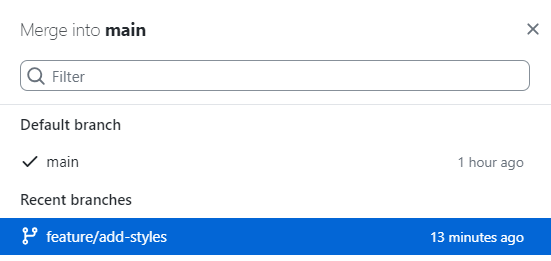 Merge into main
Filter
Default branch
main 1 hour ago
Recent branches
feature/add-styles 13 minutes ago